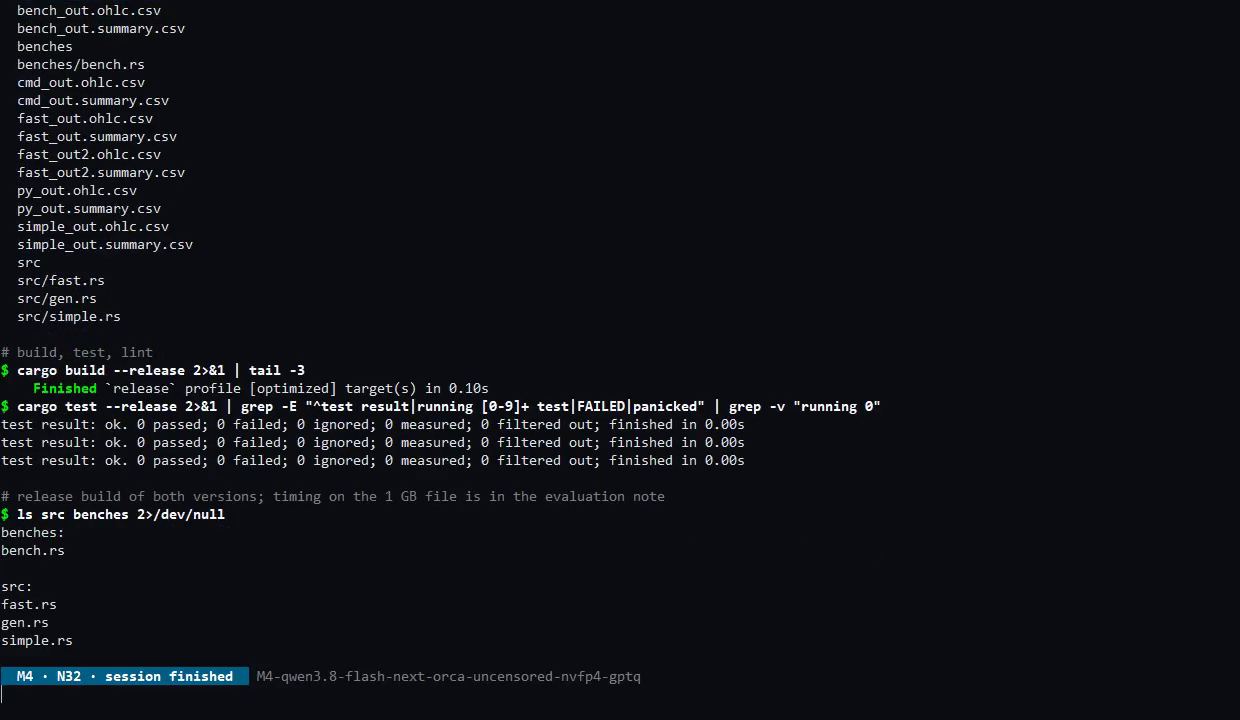 bench_out.ohlc.csv
bench_out.summary.csv
benches
benches/bench.rs
cmd_out.ohlc.csv
cmd_out.summary.csv
fast_out.ohlc.csv
fast_out.summary.csv
fast_out2.ohlc.csv
fast_out2.summary.csv
py_out.ohlc.csv
py_out.summary.csv
simple_out.ohlc.csv
simple_out.summary.csv
src
src/fast.rs
src/gen.rs
src/simple.rs
# build, test, lint
$ cargo build --release 2>&1 | tail -3
Finished `release` profile [optimized] target(s) in 0.10s
$ cargo test --release 2>&1 | grep -E "^test result|running [0-9]+ test|FAILED|panicked" | grep -v "running 0"
test result: ok. 0 passed; 0 failed; 0 ignored; 0 measured; 0 filtered out; finished in 0.00s
test result: ok. 0 passed; 0 failed; 0 ignored; 0 measured; 0 filtered out; finished in 0.00s
test result: ok. 0 passed; 0 failed; 0 ignored; 0 measured; 0 filtered out; finished in 0.00s
# release build of both versions; timing on the 1 GB file is in the evaluation note
$ ls src benches 2>/dev/null
benches:
bench.rs
src:
fast.rs
gen.rs
simple.rs
M4 · N32 · session finished M4-qwen3.8-flash-next-orca-uncensored-nvfp4-gptq